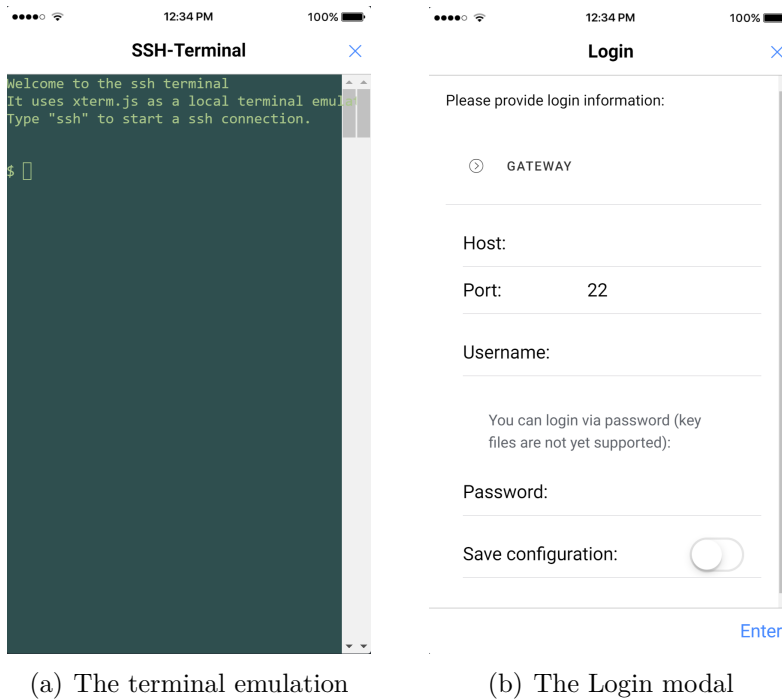 12:34 PM 100%
SSH-Terminal
Welcome to the ssh terminal
It uses xterm.js as a local terminal
Type "ssh" to start a ssh connection.
$
(a) The terminal emulation
12:34 PM 100%
Login
Please provide login information:
GATEWAY
Host:
Port: 22
Username:
You can login via password (key
files are not yet supported):
Password:
Save configuration:
Enter
(b) The Login modal